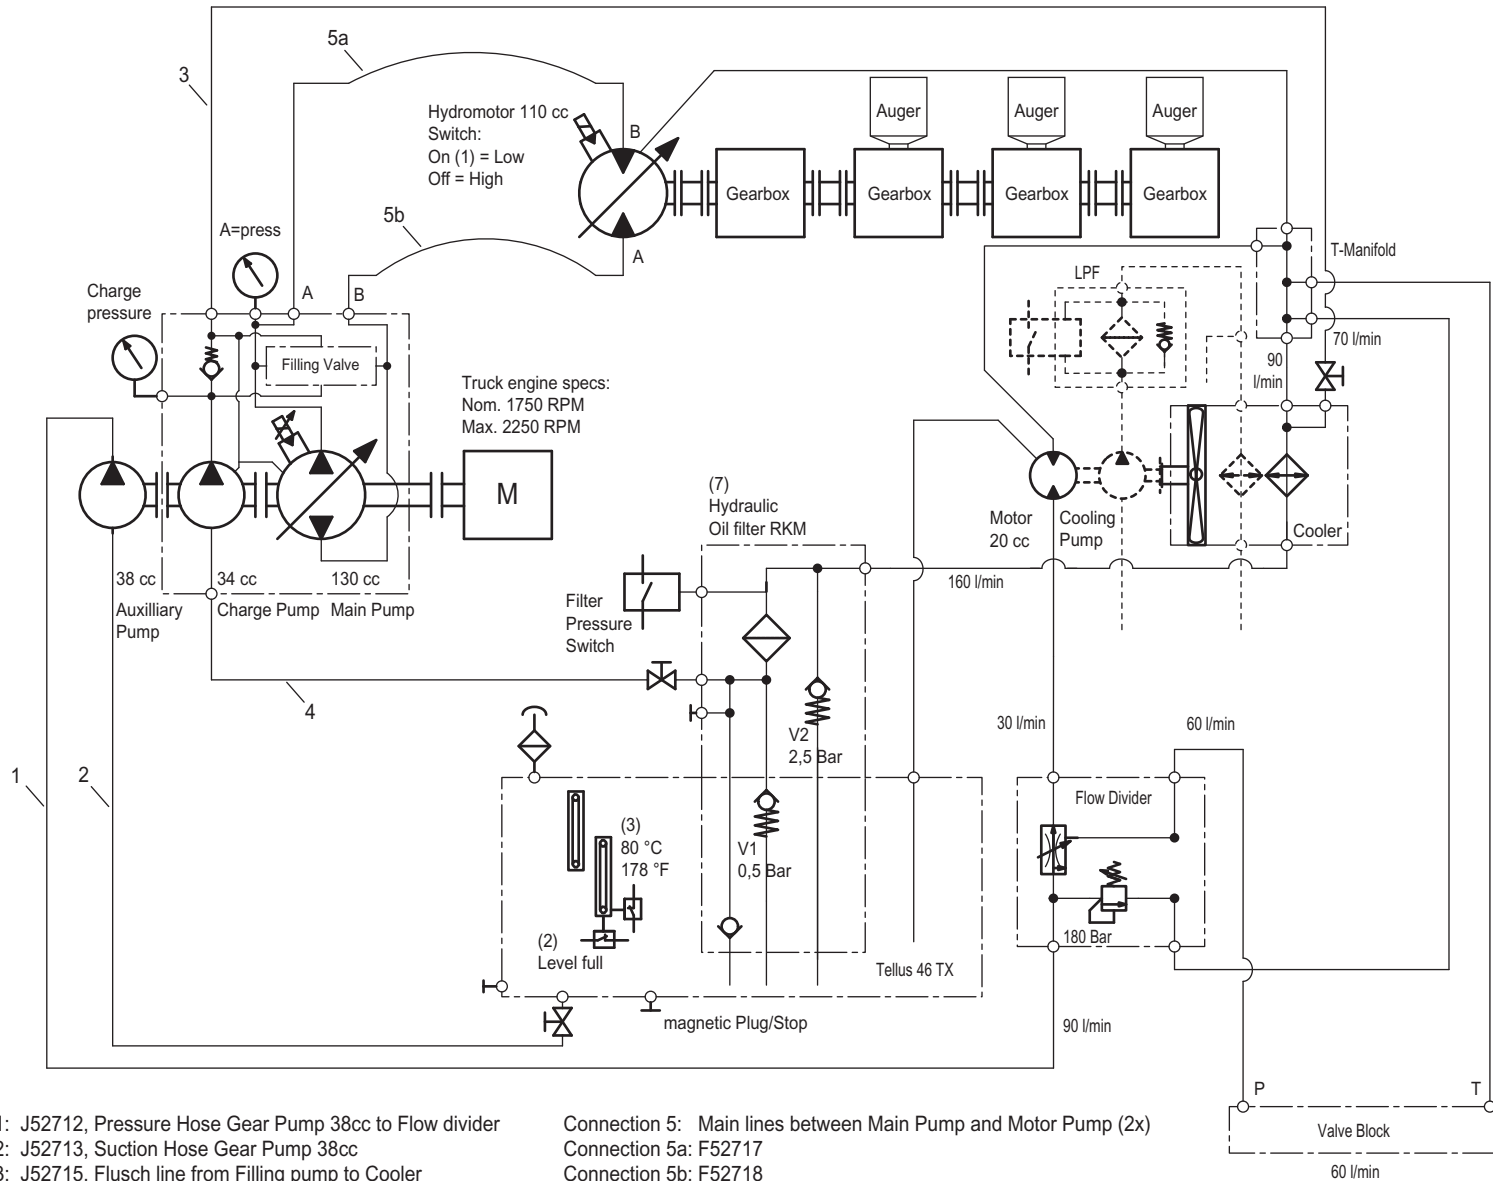 5a
3
Hydromotor 110 cc
Switch:
On (1) = Low
Off = High
B
A
Auger
Auger
Auger
Gearbox
Gearbox
Gearbox
Gearbox
5b
A=press
Charge
pressure
A
B
Filling Valve
Truck engine specs:
Nom. 1750 RPM
Max. 2250 RPM
M
T-Manifold
LPF
70 l/min
90
l/min
(7)
Hydraulic
Oil filter RKM
Motor
20 cc
Cooling
Pump
Cooler
38 cc
Auxilliary
Pump
34 cc
Charge Pump
130 cc
Main Pump
Filter
Pressure
Switch
160 l/min
4
V2
2,5 Bar
V1
0,5 Bar
30 l/min
60 l/min
Flow Divider
180 Bar
1
2
(3)
80 °C
178 °F
(2)
Level full
Tellus 46 TX
magnetic Plug/Stop
90 l/min
P
T
Valve Block
60 l/min
1: J52712, Pressure Hose Gear Pump 38cc to Flow divider
2: J52713, Suction Hose Gear Pump 38cc
3: J52715, Flusch line from Filling pump to Cooler
Connection 5: Main lines between Main Pump and Motor Pump (2x)
Connection 5a: F52717
Connection 5b: F52718